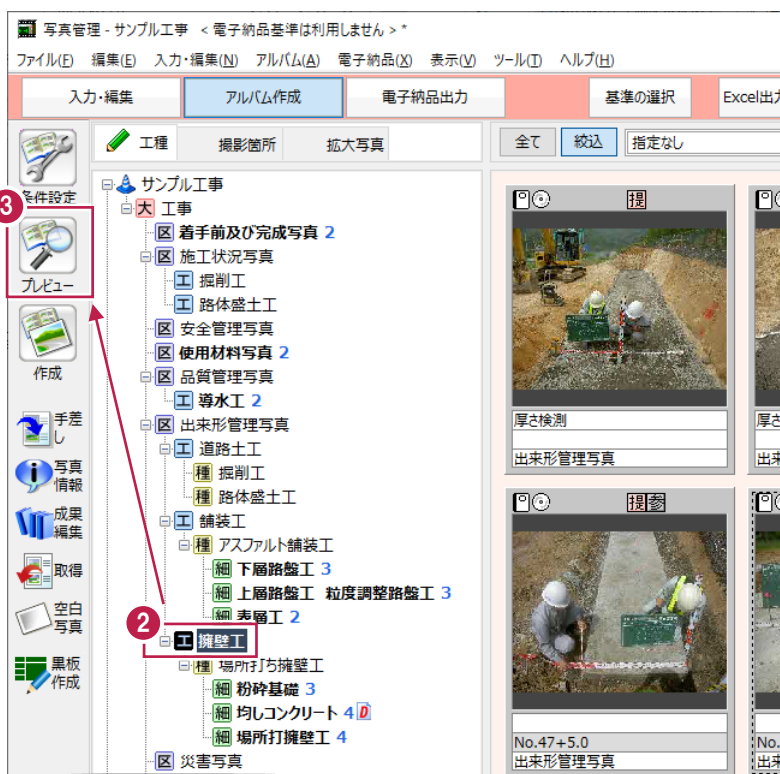 写真管理 - サンプル工事 <電子納品基準は利用しません> *
ファイル(F) 編集(E) 入力・編集(N) アルバム(A) 電子納品(X) 表示(V) ツール(T) ヘルプ(H)
入力・編集 アルバム作成 電子納品出力 基準の選択 Excel出力
工種 撮影箇所 拡大写真 全て 絞込 指定なし
条件設定
3
プレビュー
作成
手差し
写真情報
成果編集
取得
空白写真
黒板作成
サンプル工事
大 工事
区 着手前及び完成写真 2
区 施工状況写真
工 掘削工
工 路体盛土工
区 安全管理写真
区 使用材料写真 2
区 品質管理写真
工 導水工 2
区 出来形管理写真
工 道路土工
種 掘削工
種 路体盛土工
工 舗装工
種 アスファルト舗装工
細 下層路盤工 3
細 上層路盤工 粒度調整路盤工 3
細 表層工 2
2
工 擁壁工
種 場所打ち擁壁工
細 粉砕基礎 3
細 均しコンクリート 4 D
細 場所打擁壁工 4
区 災害写真
P 提
厚さ検測
出来形管理写真
P 提 参
No.47+5.0
出来形管理写真
P
厚さ
出来
P
No.
出来